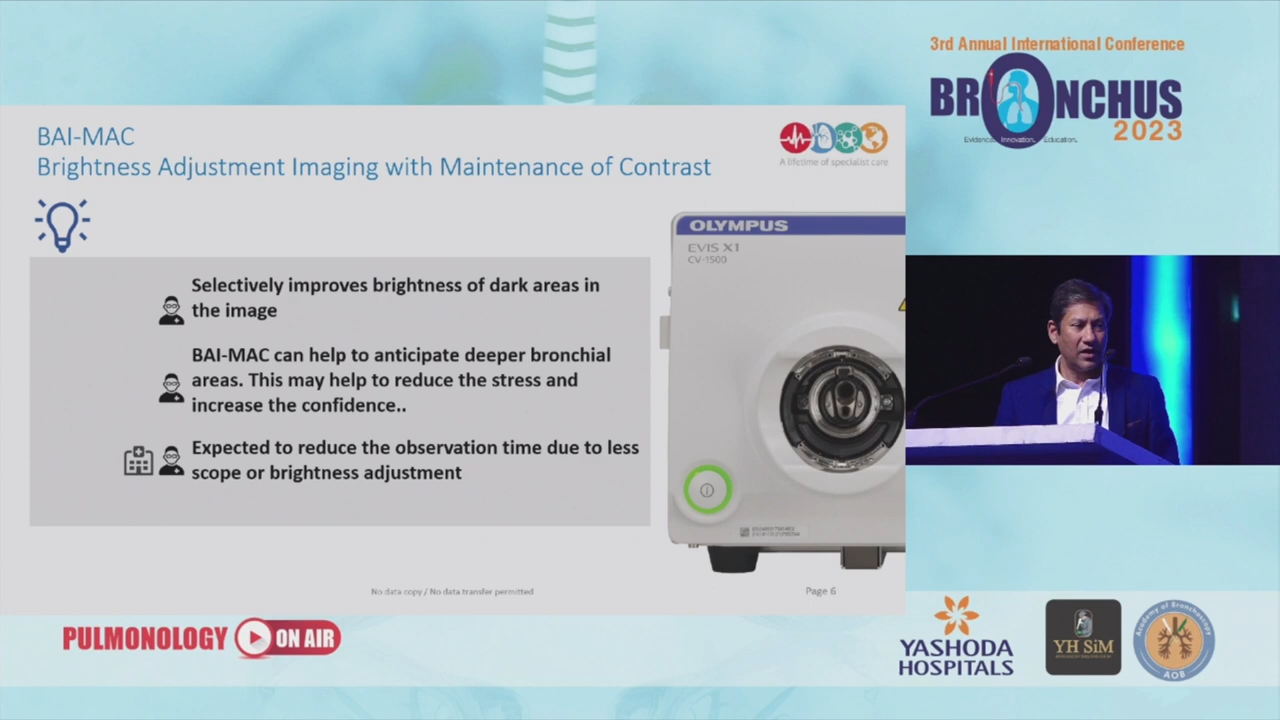 3rd Annual International Conference
BRONCHUS
2023
Evidence. Innovation. Education.
BAI-MAC
Brightness Adjustment Imaging with Maintenance of Contrast
A lifetime of specialist care
OLYMPUS
EVIS X1
CV-1500
Selectively improves brightness of dark areas in
the image
BAI-MAC can help to anticipate deeper bronchial
areas. This may help to reduce the stress and
increase the confidence..
Expected to reduce the observation time due to less
scope or brightness adjustment
No data copy / No data transfer permitted
Page 6
PULMONOLOGY ON AIR
YASHODA
HOSPITALS
YH SiM
Academy of Bronchoscopy
AOB